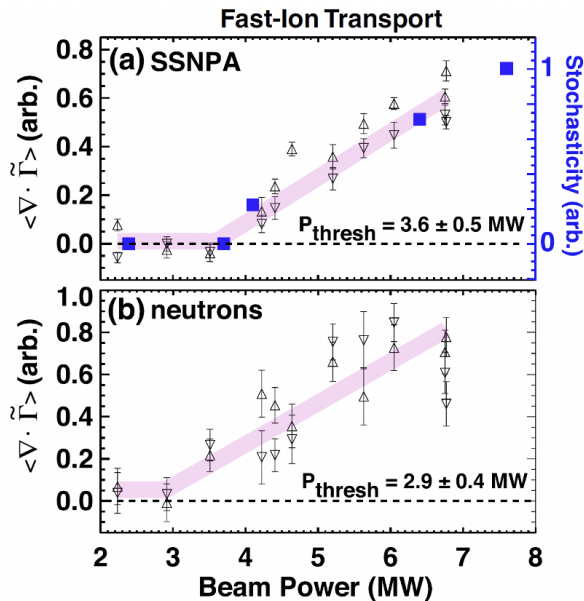 Fast-Ion Transport
(a) SSNPA
<∇ · Γ̃> (arb.)
0.8
0.6
0.4
0.2
0.0
1
0
Stochasticity (arb.)
P_thresh = 3.6 ± 0.5 MW
(b) neutrons
<∇ · Γ̃> (arb.)
1.0
0.8
0.6
0.4
0.2
0.0
P_thresh = 2.9 ± 0.4 MW
2 3 4 5 6 7 8
Beam Power (MW)